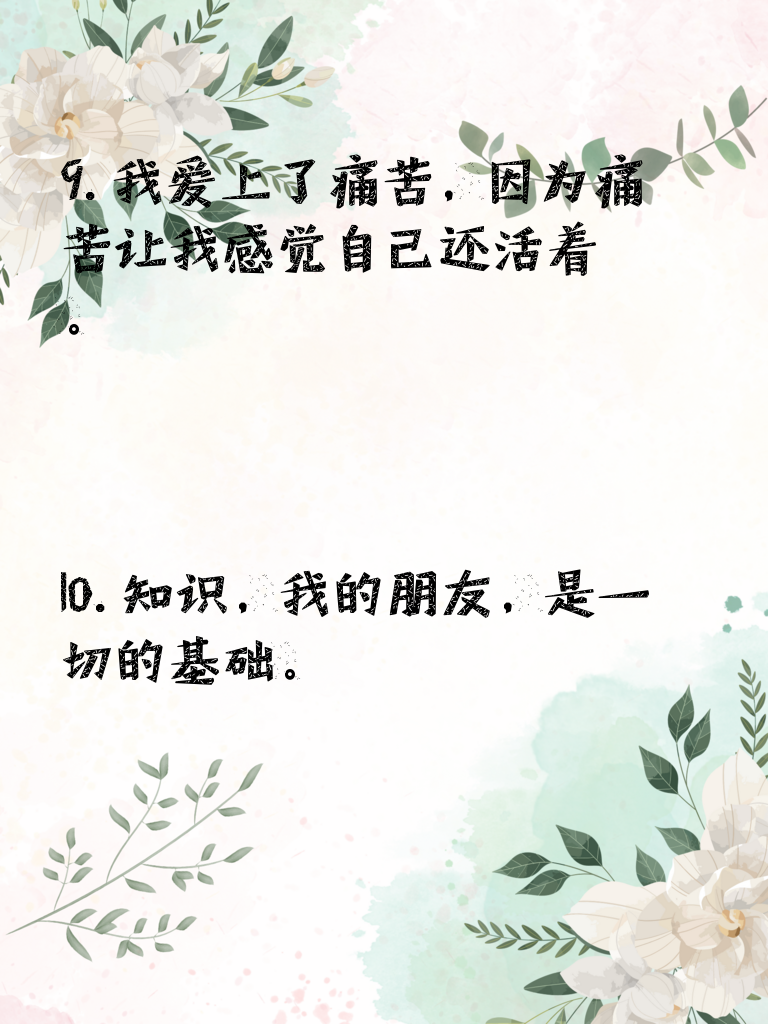 9.我爱上了痛苦，因为痛
苦让我感觉自己还活着
。
10.知识，我的朋友，是一
切的基础。